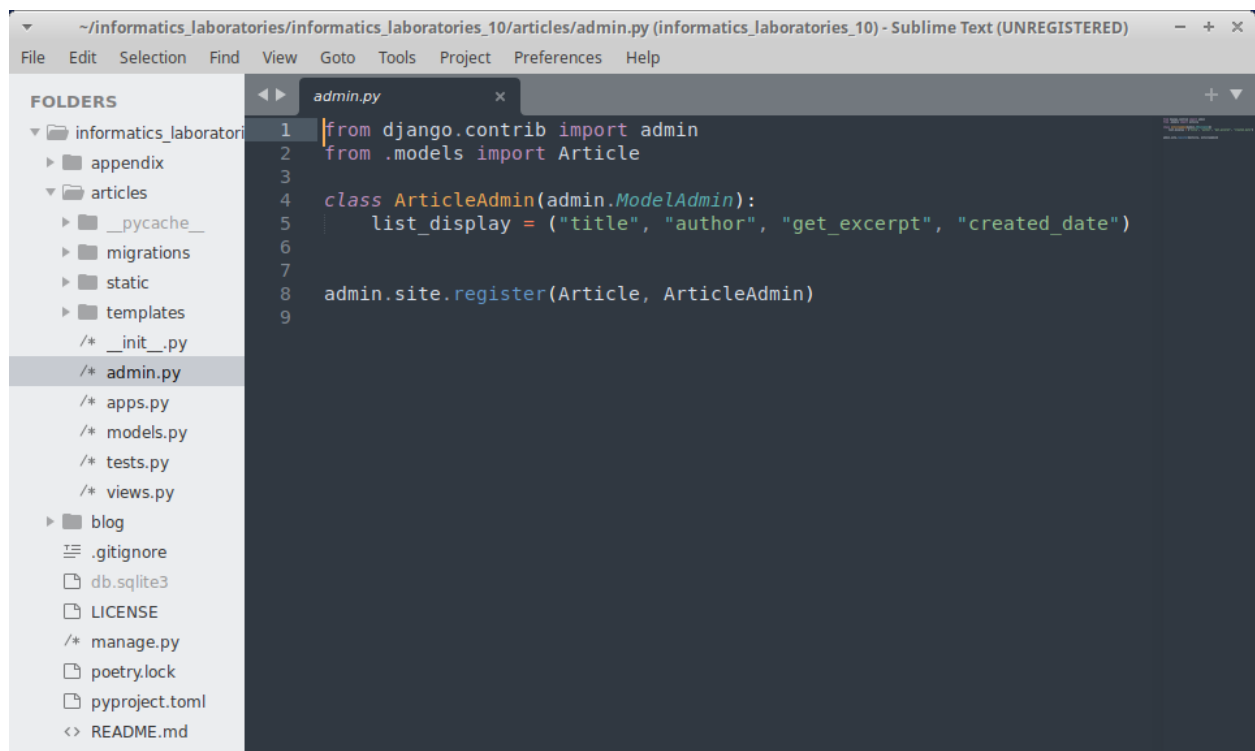 ~/informatics_laboratories/informatics_laboratories_10/articles/admin.py (informatics_laboratories_10) - Sublime Text (UNREGISTERED)
File Edit Selection Find View Goto Tools Project Preferences Help
FOLDERS
informatics_laboratori
appendix
articles
__pycache__
migrations
static
templates
/* __init__.py
/* admin.py
/* apps.py
/* models.py
/* tests.py
/* views.py
blog
.gitignore
db.sqlite3
LICENSE
/* manage.py
poetry.lock
pyproject.toml
<> README.md
admin.py
1 from django.contrib import admin
2 from .models import Article
3
4 class ArticleAdmin(admin.ModelAdmin):
5     list_display = ("title", "author", "get_excerpt", "created_date")
6
7
8 admin.site.register(Article, ArticleAdmin)
9